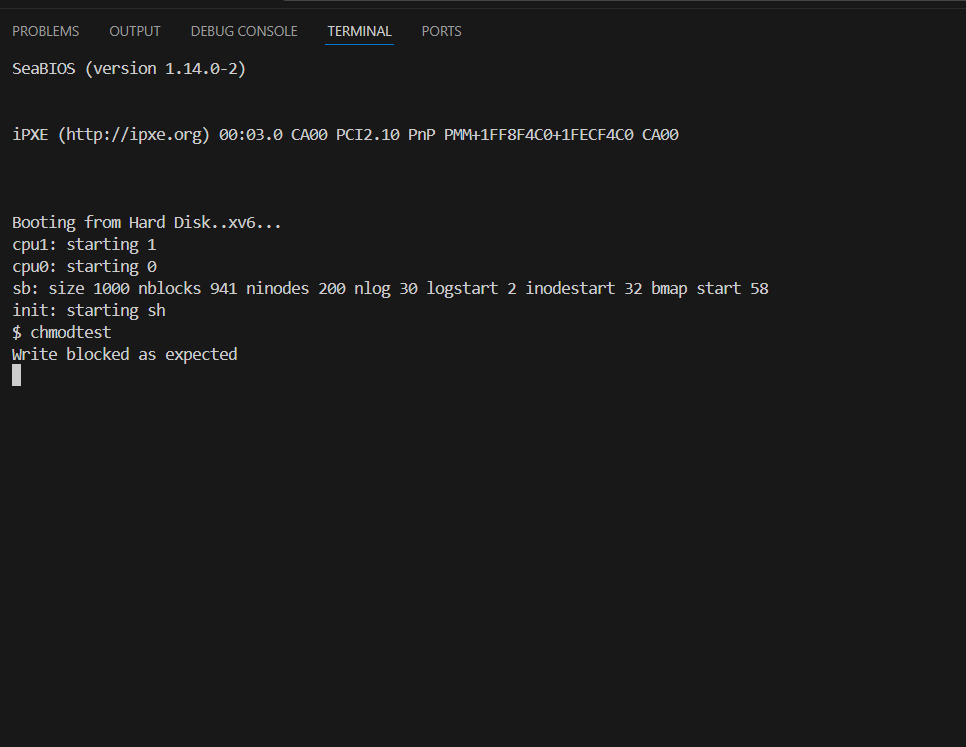 PROBLEMS OUTPUT DEBUG CONSOLE TERMINAL PORTS
SeaBIOS (version 1.14.0-2)
iPXE (http://ipxe.org) 00:03.0 CA00 PCI2.10 PnP PMM+1FF8F4C0+1FECF4C0 CA00
Booting from Hard Disk..xv6...
cpu1: starting 1
cpu0: starting 0
sb: size 1000 nblocks 941 ninodes 200 nlog 30 logstart 2 inodestart 32 bmap start 58
init: starting sh
$ chmodtest
Write blocked as expected